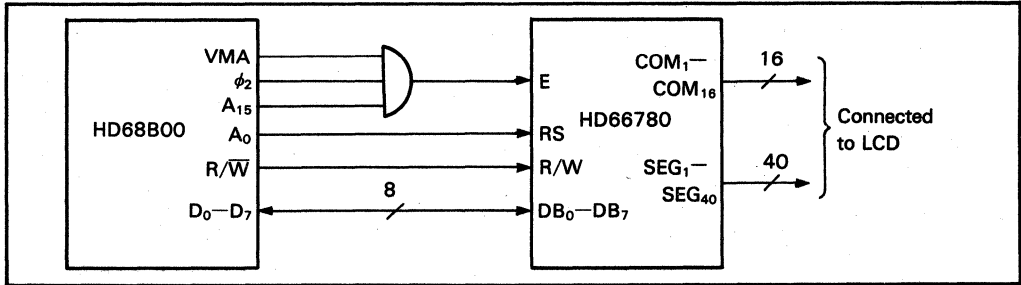 HD68B00
VMA
ϕ₂
A₁₅
A₀
R/W̅
D₀—D₇
8
E
RS
R/W
DB₀—DB₇
HD66780
COM₁—
COM₁₆
SEG₁—
SEG₄₀
16
40
Connected
to LCD